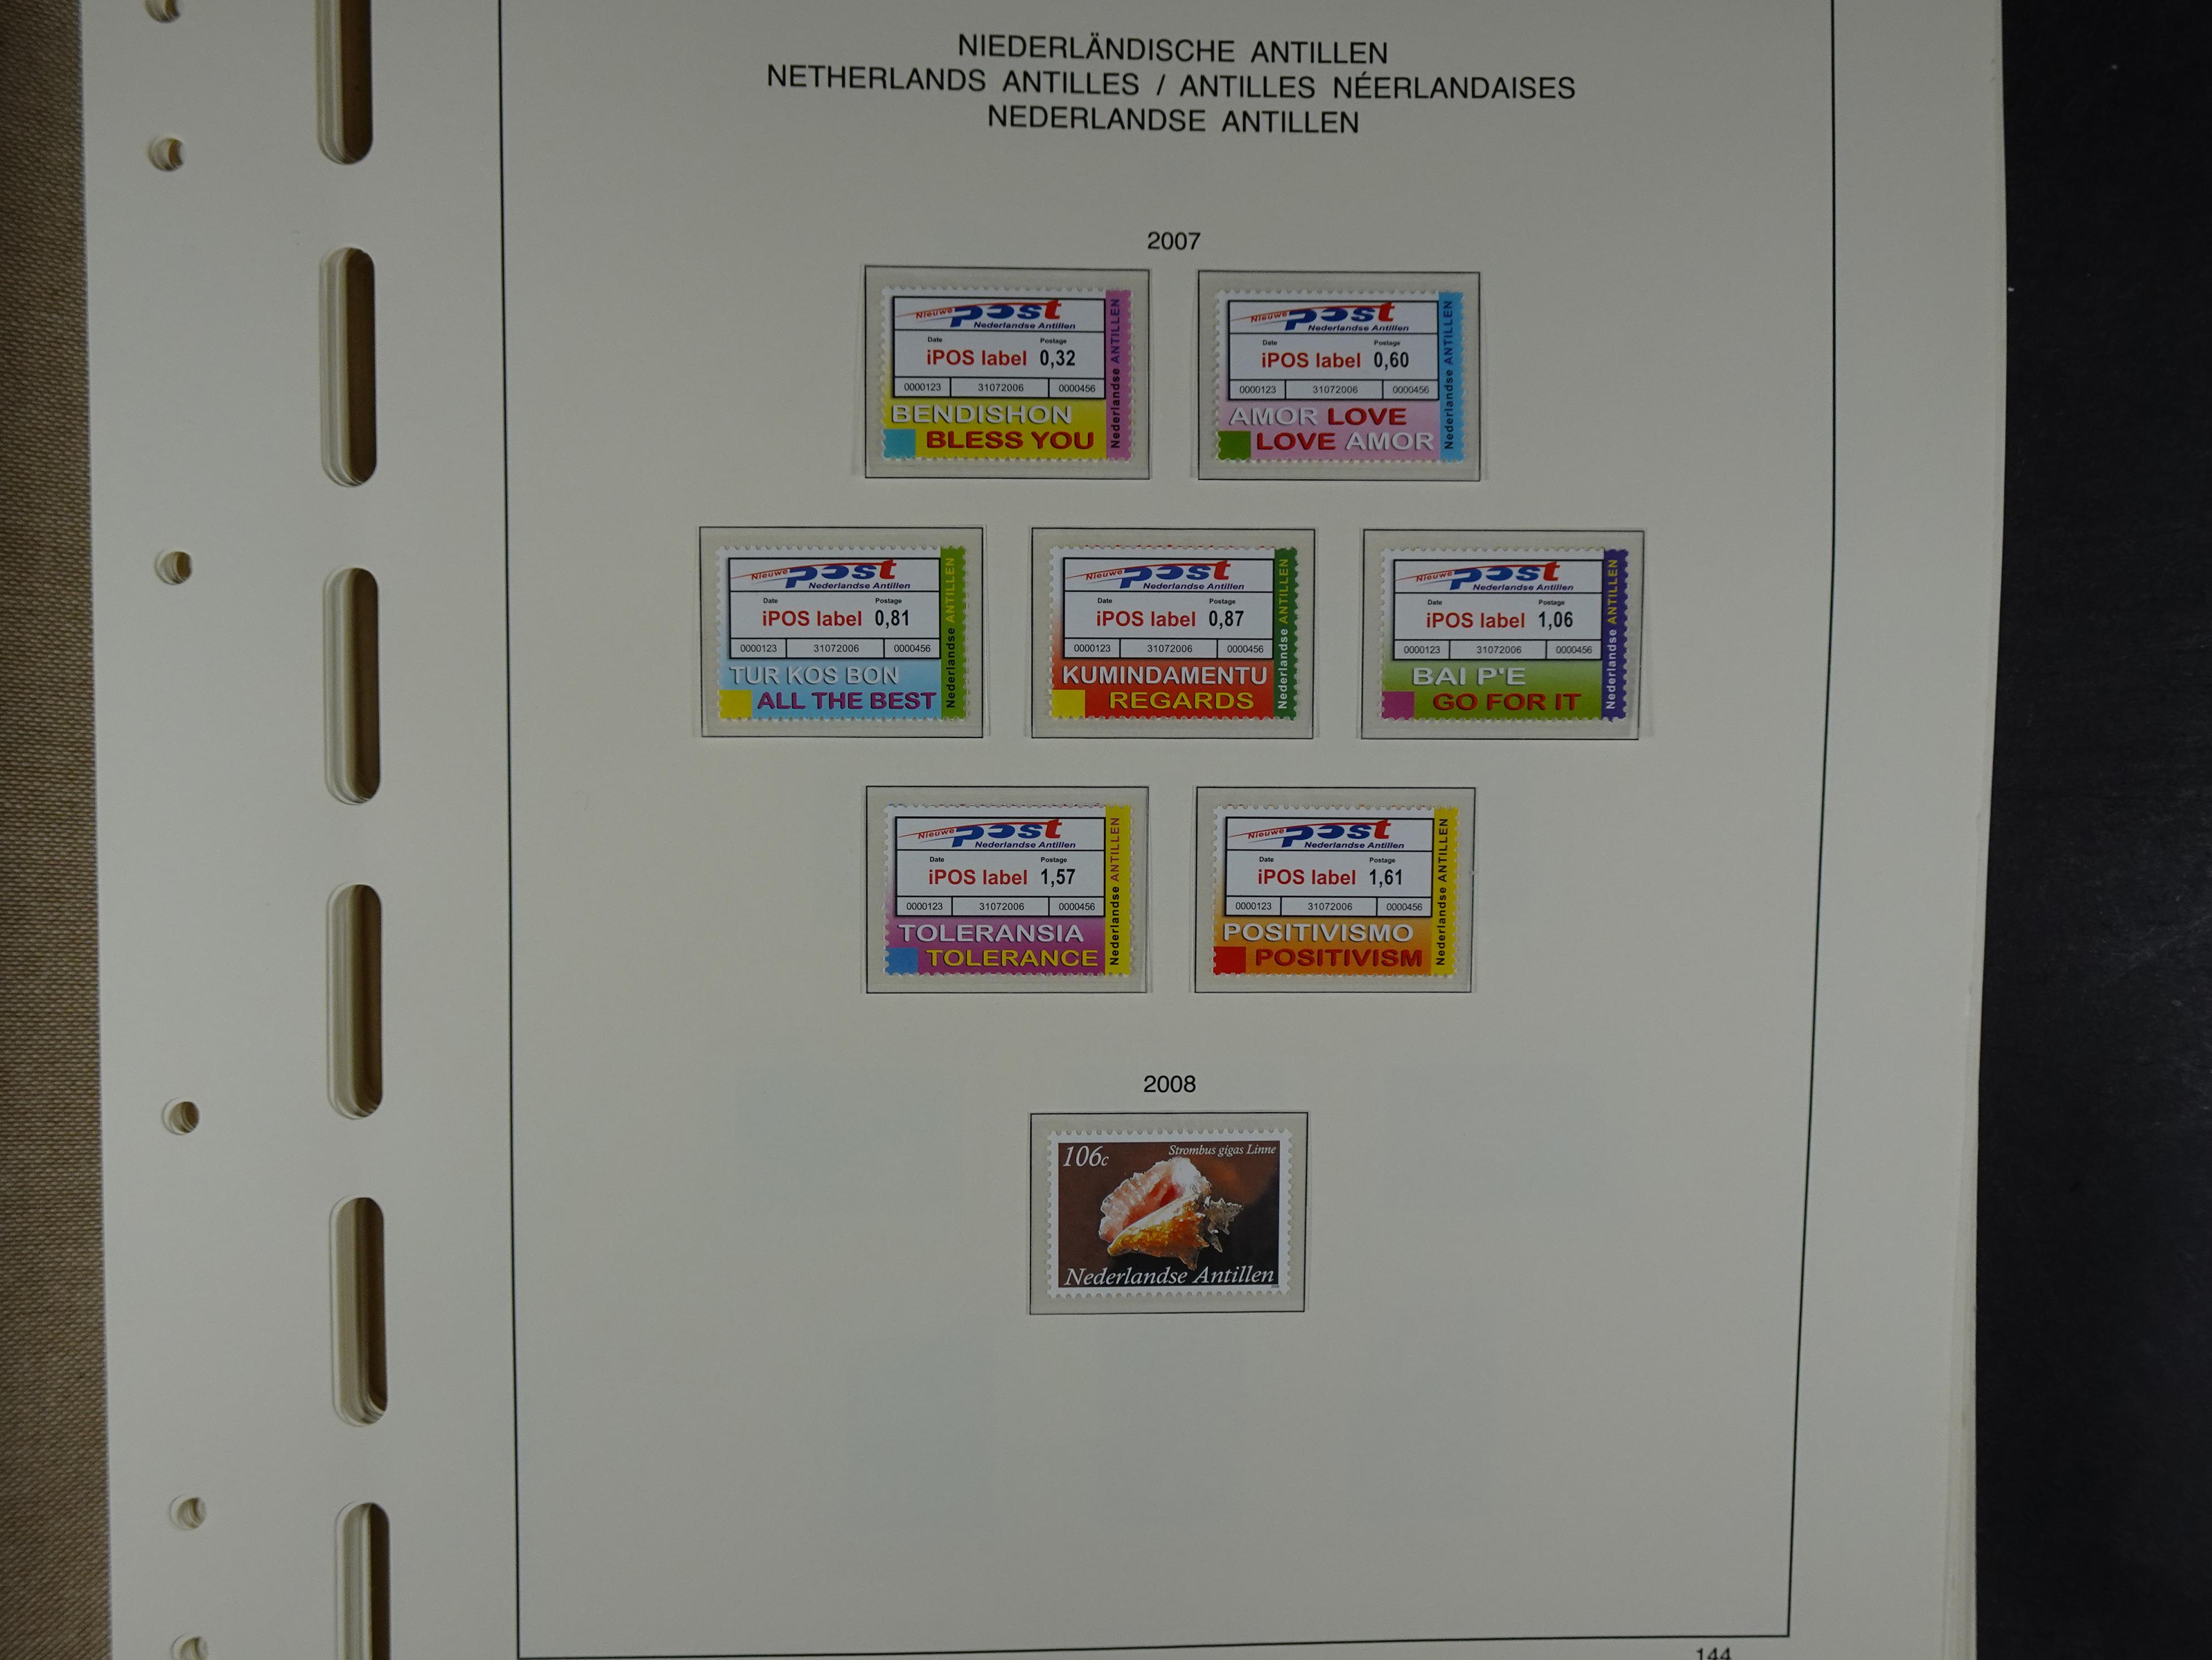 NIEDERLÄNDISCHE ANTILLEN
NETHERLANDS ANTILLES / ANTILLES NÉERLANDAISES
NEDERLANDSE ANTILLEN
2007
Nieuwe post
Nederlandse Antillen
Date Postage
iPOS label 0,32
0000123 31072006 0000456
BENDISHON
BLESS YOU
Nederlandse ANTILLEN
Nieuwe post
Nederlandse Antillen
Date Postage
iPOS label 0,60
0000123 31072006 0000456
AMOR LOVE
LOVE AMOR
Nederlandse ANTILLEN
Nieuwe post
Nederlandse Antillen
Date Postage
iPOS label 0,81
0000123 31072006 0000456
TUR KOS BON
ALL THE BEST
Nederlandse ANTILLEN
Nieuwe post
Nederlandse Antillen
Date Postage
iPOS label 0,87
0000123 31072006 0000456
KUMINDAMENTU
REGARDS
Nederlandse ANTILLEN
Nieuwe post
Nederlandse Antillen
Date Postage
iPOS label 1,06
0000123 31072006 0000456
BAI P'E
GO FOR IT
Nederlandse ANTILLEN
Nieuwe post
Nederlandse Antillen
Date Postage
iPOS label 1,57
0000123 31072006 0000456
TOLERANSIA
TOLERANCE
Nederlandse ANTILLEN
Nieuwe post
Nederlandse Antillen
Date Postage
iPOS label 1,61
0000123 31072006 0000456
POSITIVISMO
POSITIVISM
Nederlandse ANTILLEN
2008
106c Strombus gigas Linne
Nederlandse Antillen
144